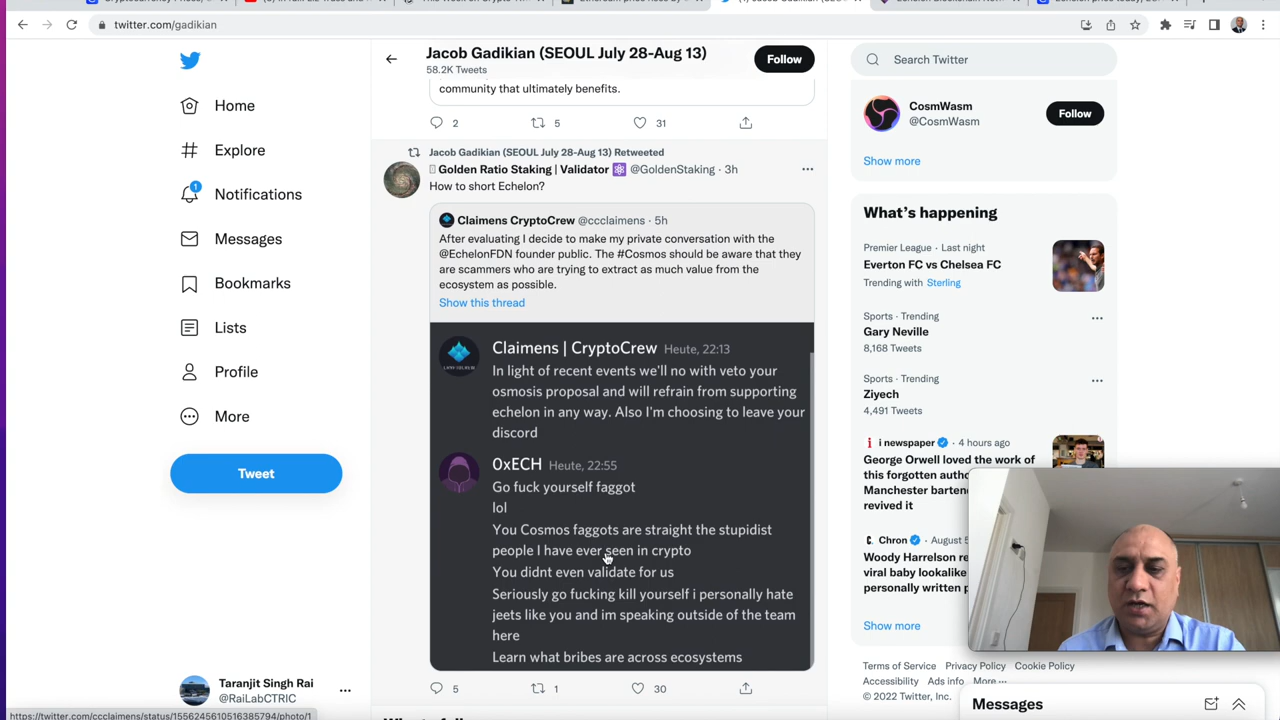 twitter.com/gadikian
Home
Explore
1
Notifications
Messages
Bookmarks
Lists
Profile
More
Tweet
Taranjit Singh Rai
@RaiLabCTRIC
https://twitter.com/ccclaimens/status/1556245610516385794/photo/1
Jacob Gadikian (SEOUL July 28-Aug 13)
58.2K Tweets
Follow
community that ultimately benefits.
2 5 31
Jacob Gadikian (SEOUL July 28-Aug 13) Retweeted
Golden Ratio Staking | Validator @GoldenStaking · 3h
How to short Echelon?
Claimens CryptoCrew @ccclaimens · 5h
After evaluating I decide to make my private conversation with the
@EchelonFDN founder public. The #Cosmos should be aware that they
are scammers who are trying to extract as much value from the
ecosystem as possible.
Show this thread
Claimens | CryptoCrew Heute, 22:13
In light of recent events we'll no with veto your
osmosis proposal and will refrain from supporting
echelon in any way. Also I'm choosing to leave your
discord
0xECH Heute, 22:55
Go fuck yourself faggot
lol
You Cosmos faggots are straight the stupidist
people I have ever seen in crypto
You didnt even validate for us
Seriously go fucking kill yourself i personally hate
jeets like you and im speaking outside of the team
here
Learn what bribes are across ecosystems
5 1 30
Search Twitter
CosmWasm
@CosmWasm
Follow
Show more
What's happening
Premier League · Last night
Everton FC vs Chelsea FC
Trending with Sterling
Sports · Trending
Gary Neville
8,168 Tweets
Sports · Trending
Ziyech
4,491 Tweets
i newspaper · 4 hours ago
George Orwell loved the work of
this forgotten
Manchester
revived it
Chron · August 5
Woody Harrelson
viral baby lookalike
personally written
Show more
Terms of Service Privacy Policy Cookie Policy
Accessibility Ads info More
© 2022 Twitter, Inc.
Messages